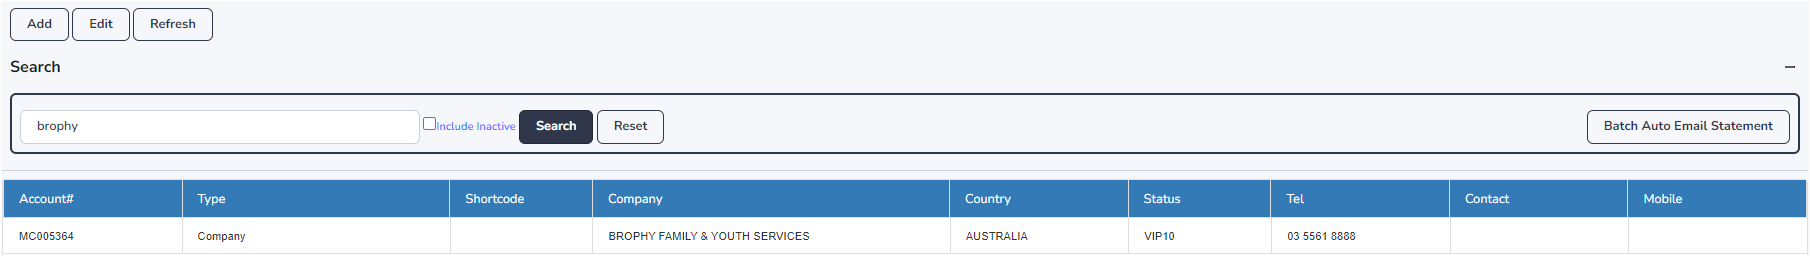 Add Edit Refresh
Search
brophy Include Inactive Search Reset Batch Auto Email Statement
Account# Type Shortcode Company Country Status Tel Contact Mobile
MC005364 Company BROPHY FAMILY & YOUTH SERVICES AUSTRALIA VIP10 03 5561 8888